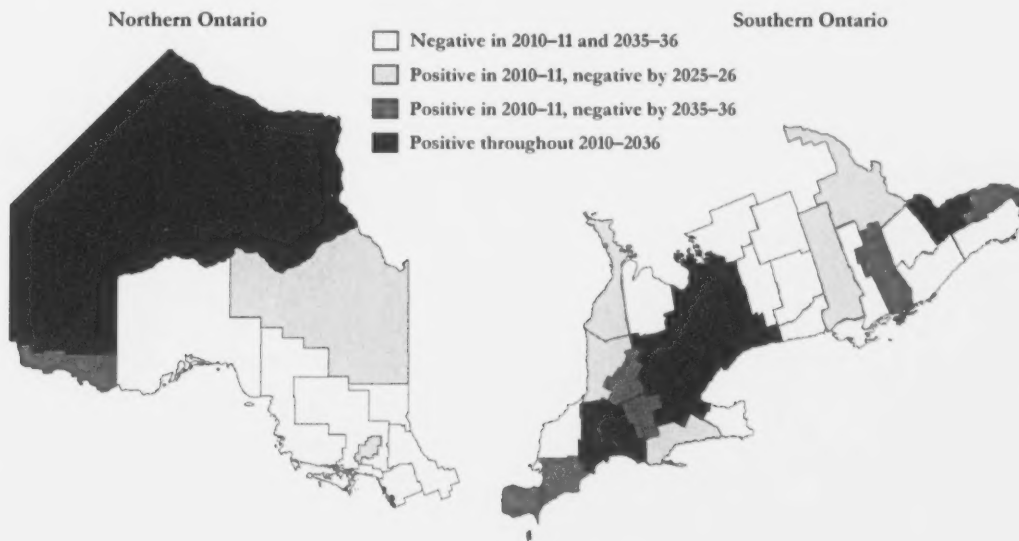 Northern Ontario
Southern Ontario
Negative in 2010–11 and 2035–36
Positive in 2010–11, negative by 2025–26
Positive in 2010–11, negative by 2035–36
Positive throughout 2010–2036